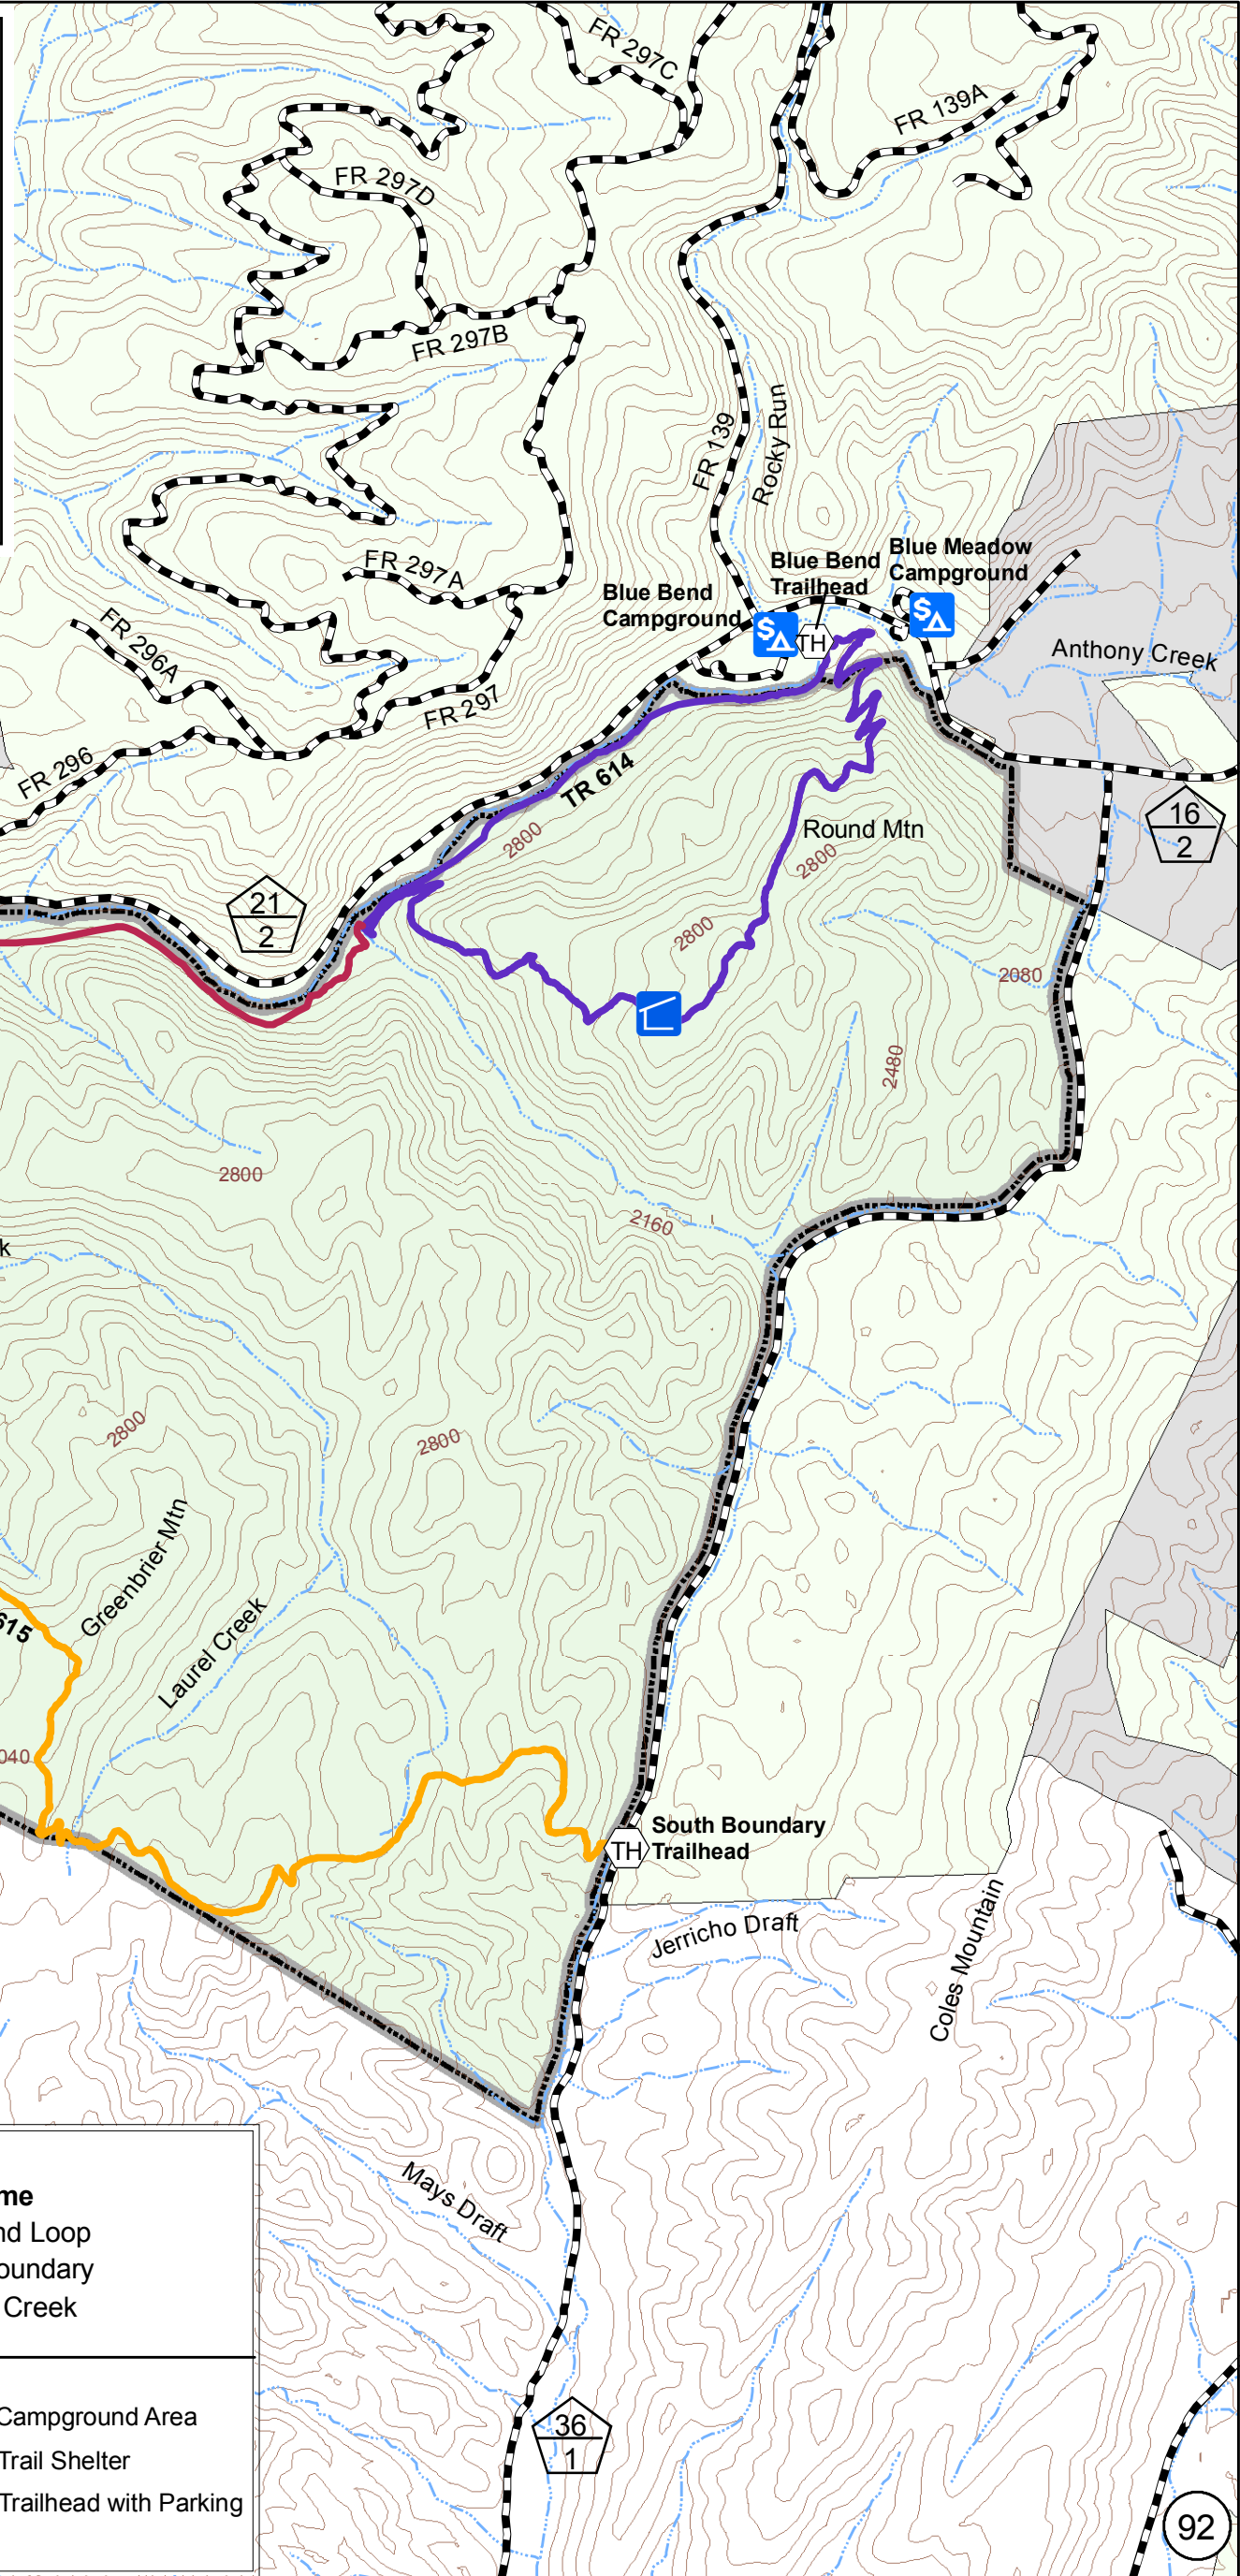 FR 297C
FR 139A
FR 297D
FR 297B
FR 139
Rocky Run
Blue Bend
Trailhead
Blue Meadow
Campground
Blue Bend
Campground
TH
FR 297A
FR 296A
FR 297
FR 296
Anthony Creek
TR 614
2800
Round Mtn
2800
16
2
21
2
2800
2080
2480
2800
2160
k
2800
2800
Greenbrier Mtn
Laurel Creek
615
040
South Boundary
Trailhead
TH
Jerricho Draft
Coles Mountain
Mays Draft
me
nd Loop
oundary
Creek
Campground Area
Trail Shelter
Trailhead with Parking
36
1
92